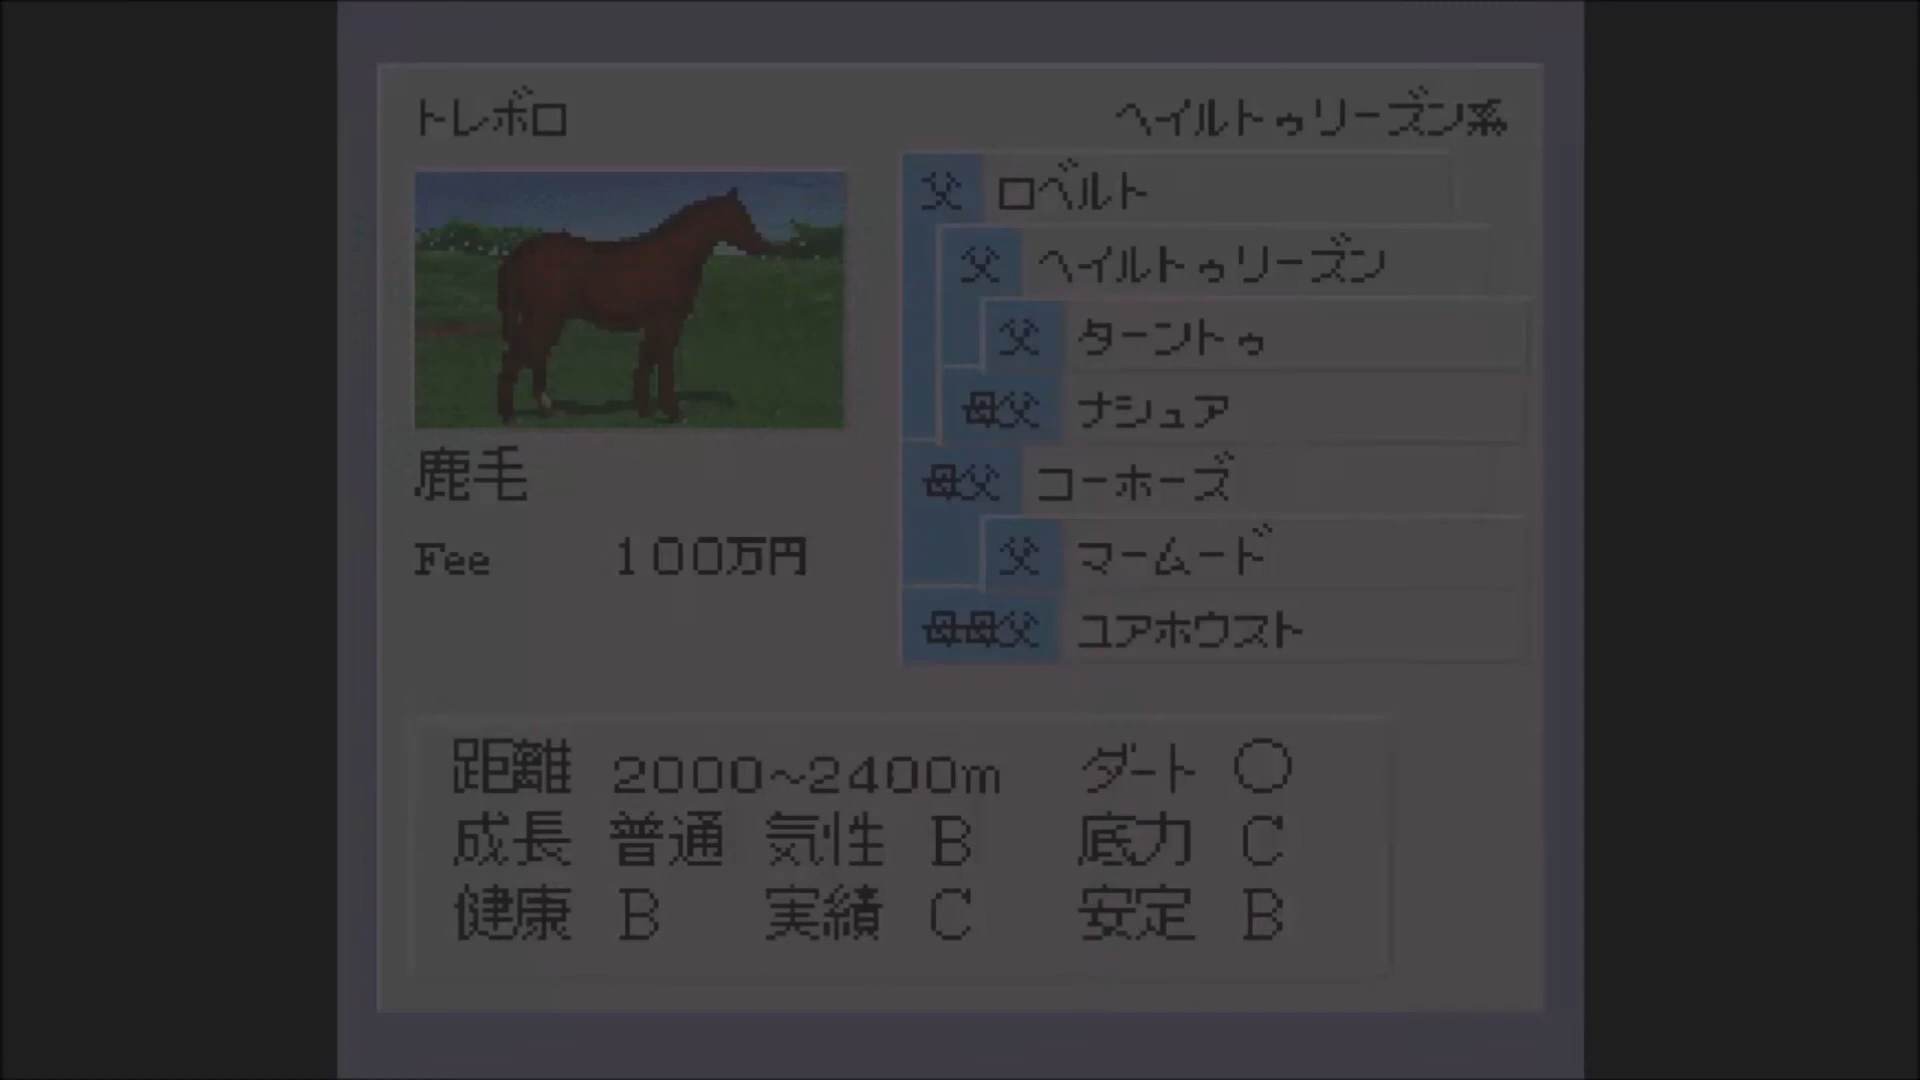 トレボロ
ヘイルトゥリーズン系
父 ロベルト
父 ヘイルトゥリーズン
父 ターントゥ
母父 ナシュア
母父 コーホーズ
父 マームード
母母父 ユアホウスト
鹿毛
Fee 100万円
距離 2000~2400m ダート ○
成長 普通 気性 B 底力 C
健康 B 実績 C 安定 B